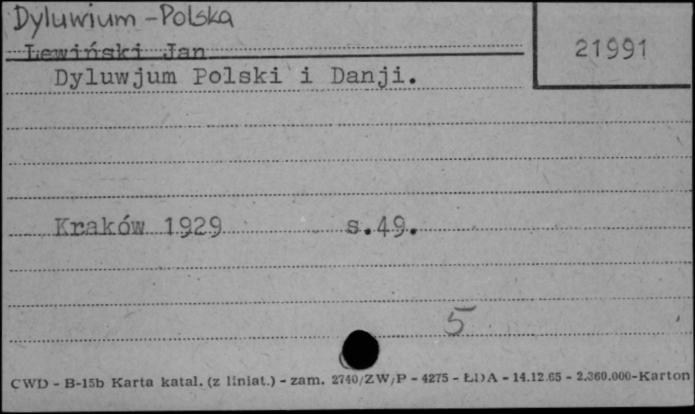 Dyluwium - Polska
Lewiński Jan
21991
Dyluwjum Polski i Danji.
Kraków 1929 s.49.
5
CWD - B-15b Karta katal. (z liniat.) - zam. 2740/ZW/P - 4275 - ŁDA - 14.12.65 - 2.360.000-Karton